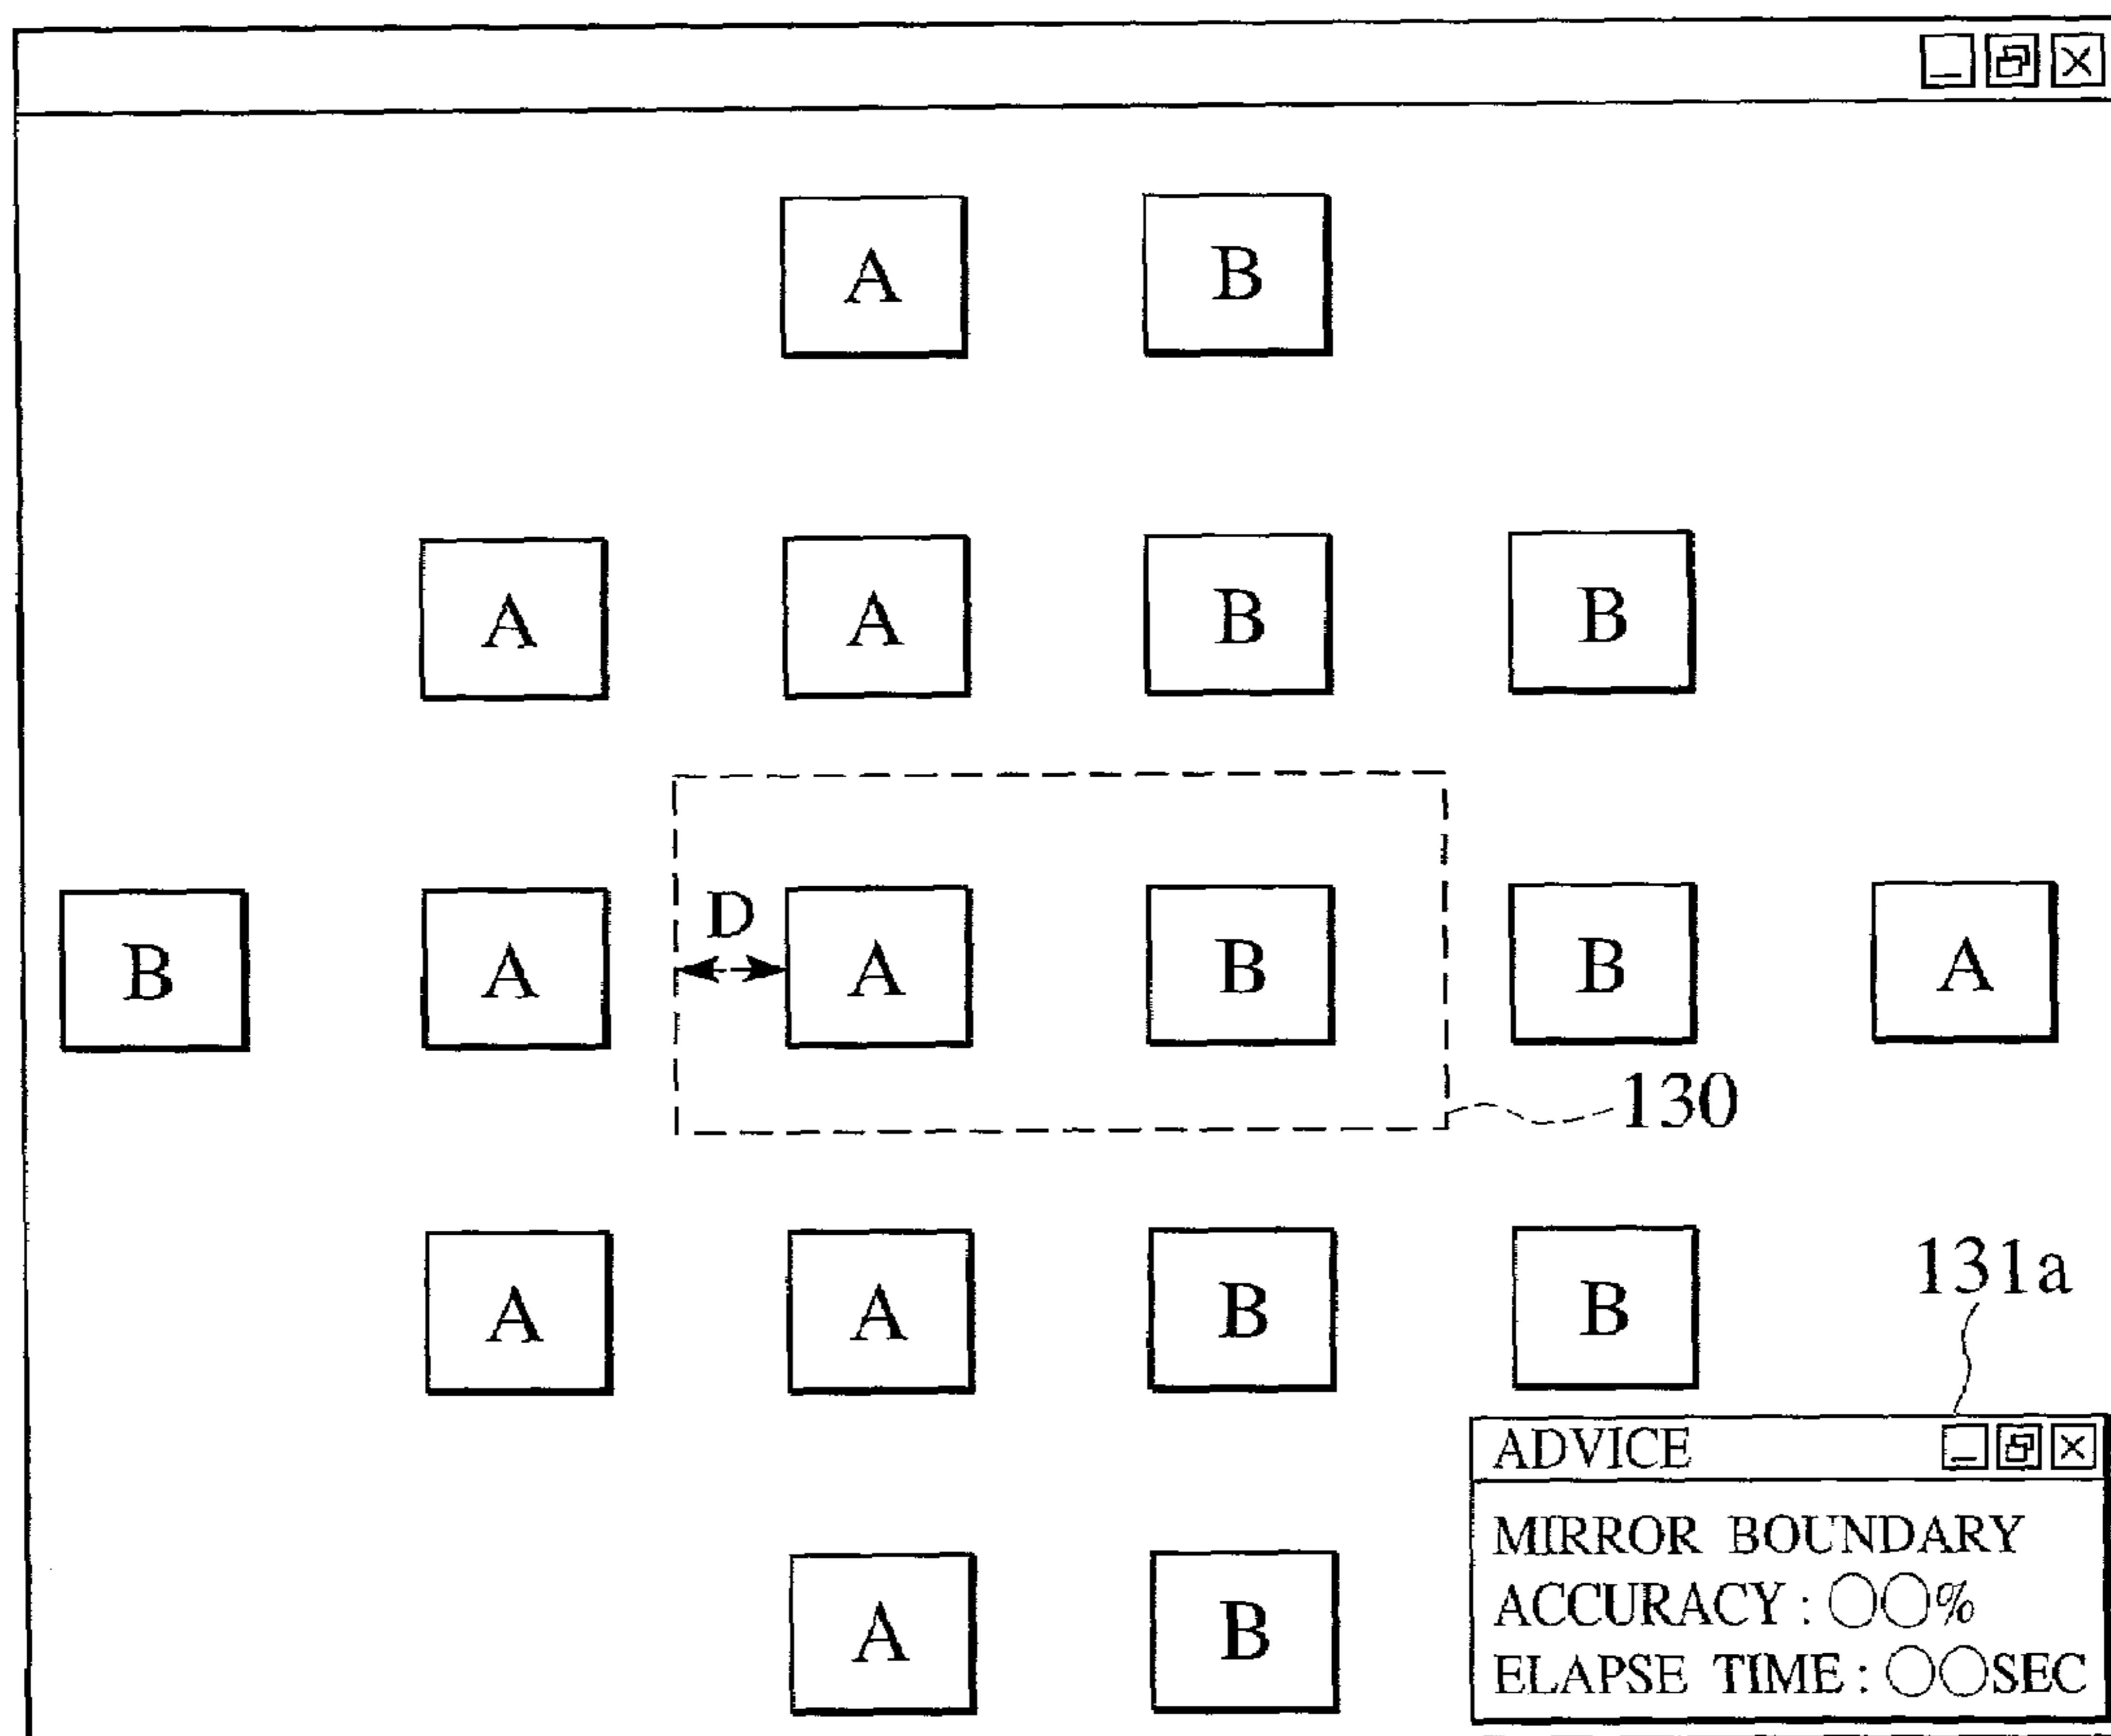 A B
A A B B
D
B A A B B A
130
A A B B
131a
ADVICE
MIRROR BOUNDARY
ACCURACY : ○○%
ELAPSE TIME : ○○SEC
A B